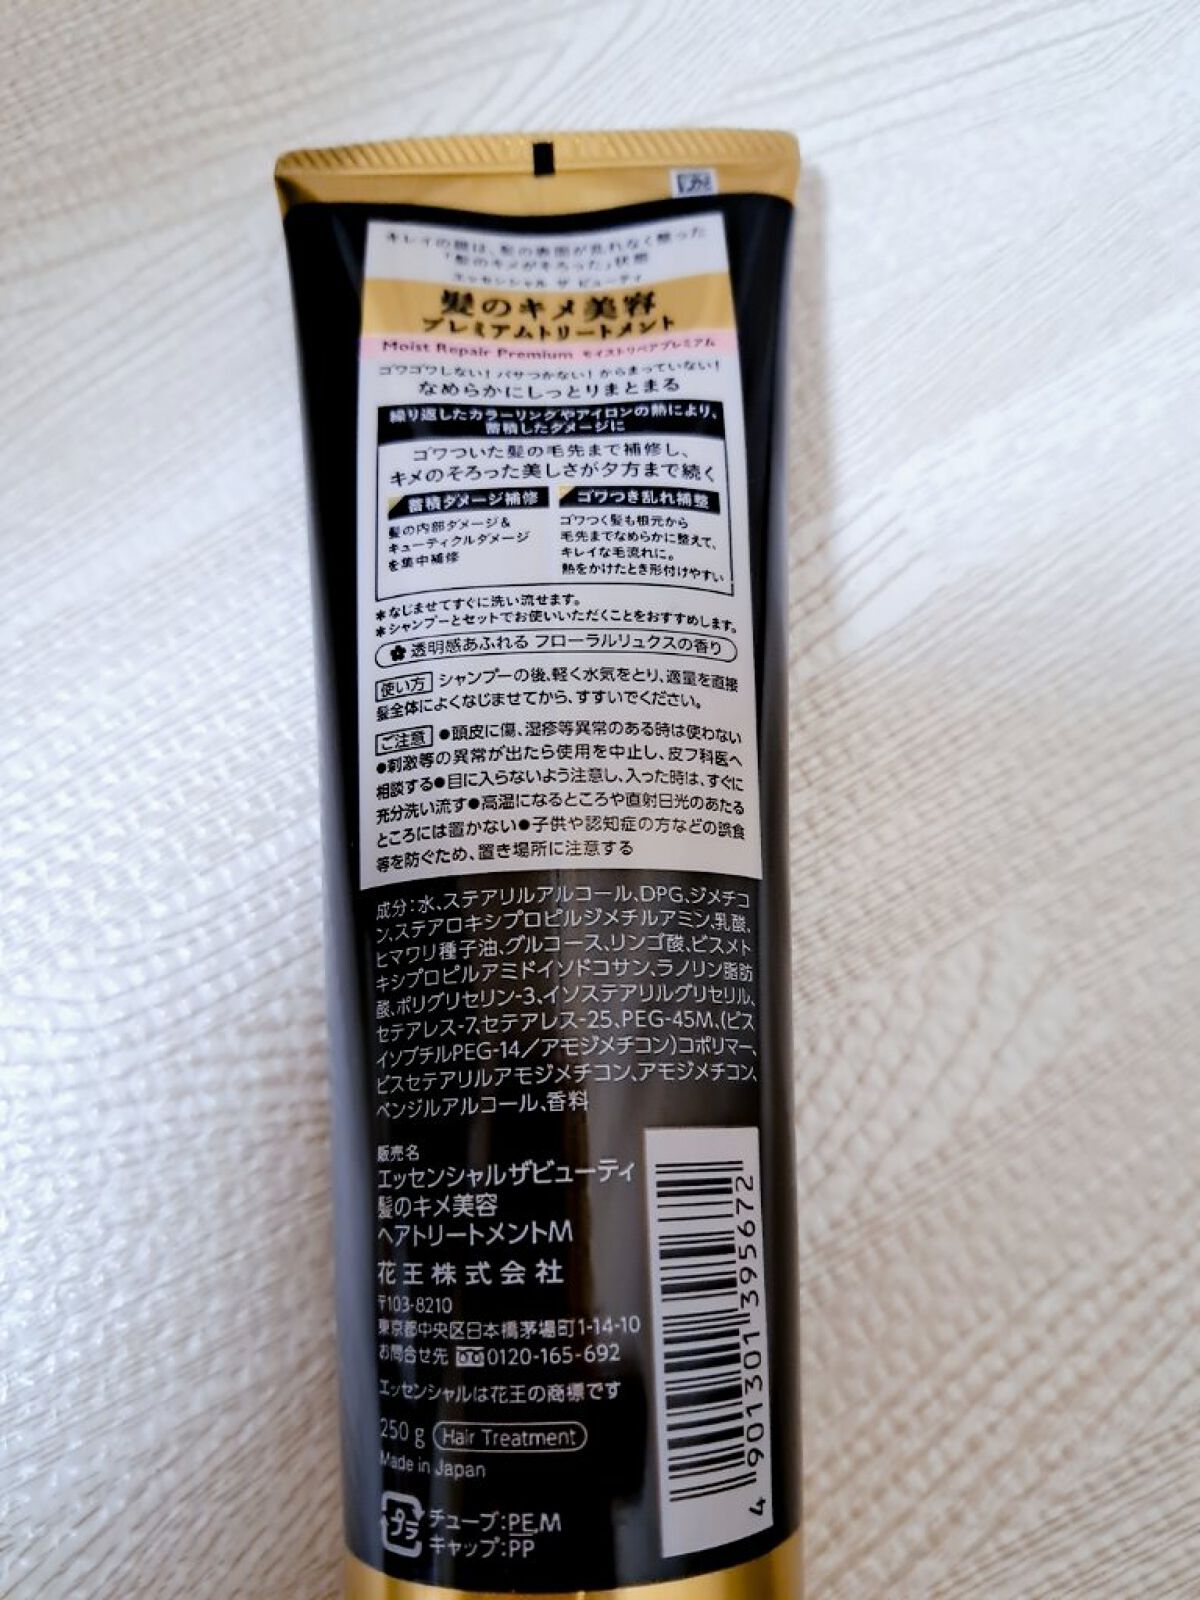 キレイの鍵は、髪の表面が乱れなく整った
「髪のキメがそろった」状態
エッセンシャル ザ ビューティ
髪のキメ美容
プレミアムトリートメント
Moist Repair Premium モイストリペアプレミアム
ゴワゴワしない！パサつかない！からまっていない！
なめらかにしっとりまとまる
繰り返したカラーリングやアイロンの熱により、
蓄積したダメージに
ゴワついた髪の毛先まで補修し、
キメのそろった美しさが夕方まで続く
蓄積ダメージ補修
髪の内部ダメージ&
キューティクルダメージ
を集中補修
ゴワつき乱れ補整
ゴワつく髪も根元から
毛先までなめらかに整えて、
キレイな毛流れに。
熱をかけたとき形付けやすい
*なじませてすぐに洗い流せます。
*シャンプーとセットでお使いいただくことをおすすめします。
透明感あふれる フローラルリュクスの香り
使い方 シャンプーの後、軽く水気をとり、適量を直接
髪全体によくなじませてから、すすいでください。
ご注意 ●頭皮に傷、湿疹等異常のある時は使わない
●刺激等の異常が出たら使用を中止し、皮フ科医へ
相談する●目に入らないよう注意し、入った時は、すぐに
充分洗い流す●高温になるところや直射日光のあたる
ところには置かない●子供や認知症の方などの誤食
等を防ぐため、置き場所に注意する
成分：水、ステアリルアルコール、DPG、ジメチコ
ン、ステアロキシプロピルジメチルアミン、乳酸、
ヒマワリ種子油、グルコース、リンゴ酸、ビスメト
キシプロピルアミドイソドコサン、ラノリン脂肪
酸、ポリグリセリン-3、イソステアリルグリセリル、
セテアレス-7、セテアレス-25、PEG-45M、(ビス
イソブチルPEG-14／アモジメチコン)コポリマー、
ビスセテアリルアモジメチコン、アモジメチコン、
ベンジルアルコール、香料
販売名
エッセンシャルザビューティ
髪のキメ美容
ヘアトリートメントM
花王株式会社
〒103-8210
東京都中央区日本橋茅場町1-14-10
お問合せ先 0120-165-692
エッセンシャルは花王の商標です
250 g Hair Treatment
Made in Japan
プラ チューブ:PE,M
キャップ:PP
4 901301 395672